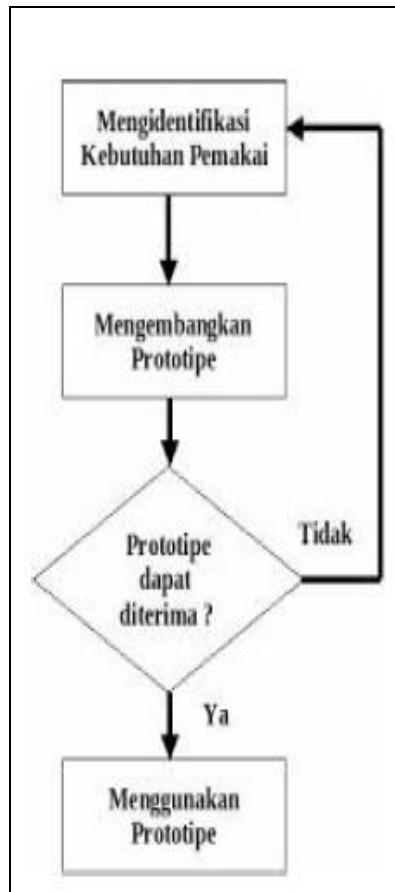 Mengidentifikasi
Kebutuhan Pemakai
Mengembangkan
Prototipe
Prototipe
dapat
diterima ?
Tidak
Ya
Menggunakan
Prototipe